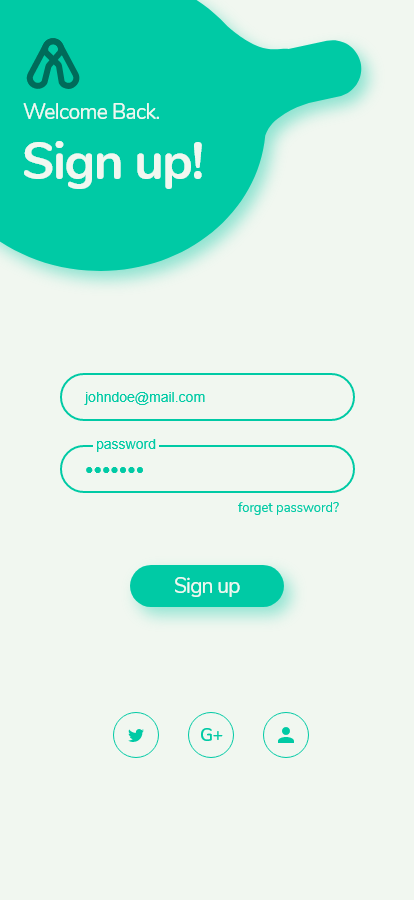 Welcome Back.
Sign up!
johndoe@mail.com
password
•••••••
forget password?
Sign up
G+